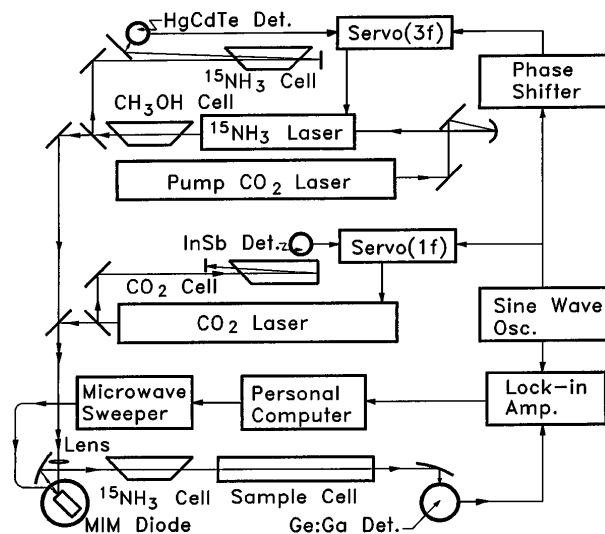 HgCdTe Det.
Servo(3f)
¹⁵NH₃ Cell
Phase
Shifter
CH₃OH Cell
¹⁵NH₃ Laser
Pump CO₂ Laser
InSb Det.
Servo(1f)
CO₂ Cell
CO₂ Laser
Sine Wave
Osc.
Microwave
Sweeper
Personal
Computer
Lock-in
Amp.
Lens
¹⁵NH₃ Cell
Sample Cell
MIM Diode
Ge:Ga Det.